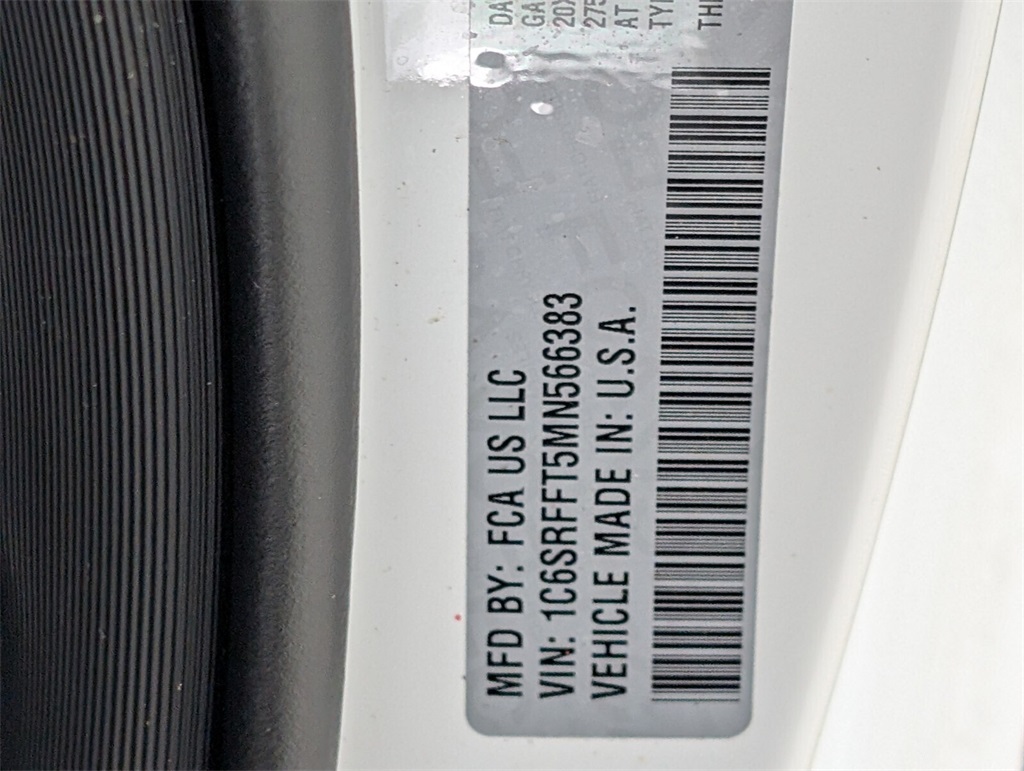 MFD BY: FCA US LLC
VIN: 1C6SRFFT5MN566383
VEHICLE MADE IN: U.S.A.